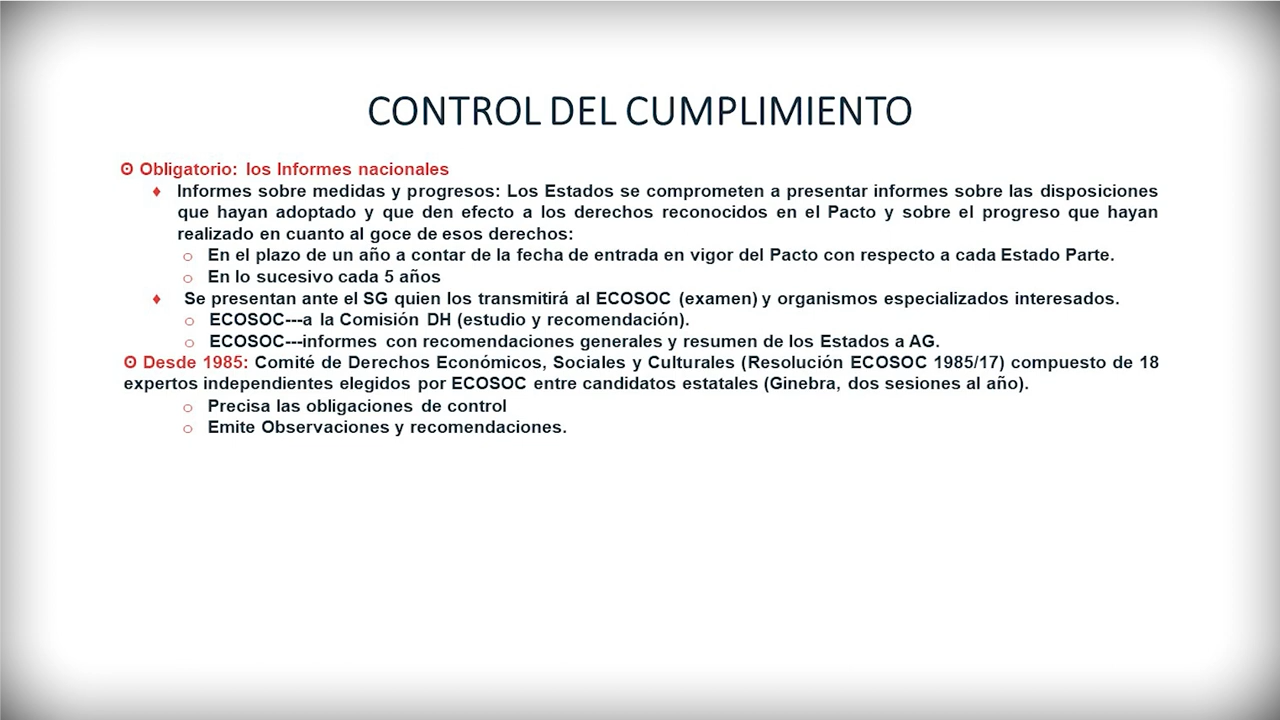 CONTROL DEL CUMPLIMIENTO
ʘ Obligatorio: los Informes nacionales
♦ Informes sobre medidas y progresos: Los Estados se comprometen a presentar informes sobre las disposiciones
que hayan adoptado y que den efecto a los derechos reconocidos en el Pacto y sobre el progreso que hayan
realizado en cuanto al goce de esos derechos:
○ En el plazo de un año a contar de la fecha de entrada en vigor del Pacto con respecto a cada Estado Parte.
○ En lo sucesivo cada 5 años
♦ Se presentan ante el SG quien los transmitirá al ECOSOC (examen) y organismos especializados interesados.
○ ECOSOC---a la Comisión DH (estudio y recomendación).
○ ECOSOC---informes con recomendaciones generales y resumen de los Estados a AG.
ʘ Desde 1985: Comité de Derechos Económicos, Sociales y Culturales (Resolución ECOSOC 1985/17) compuesto de 18
expertos independientes elegidos por ECOSOC entre candidatos estatales (Ginebra, dos sesiones al año).
○ Precisa las obligaciones de control
○ Emite Observaciones y recomendaciones.